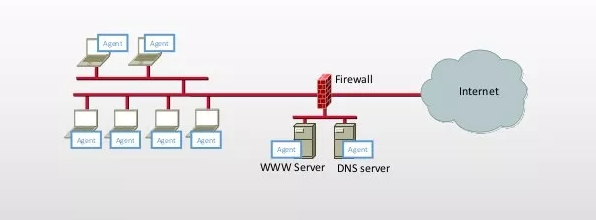 Agent
Agent
Firewall
Internet
Agent
Agent
Agent
Agent
Agent
Agent
WWW Server
DNS server